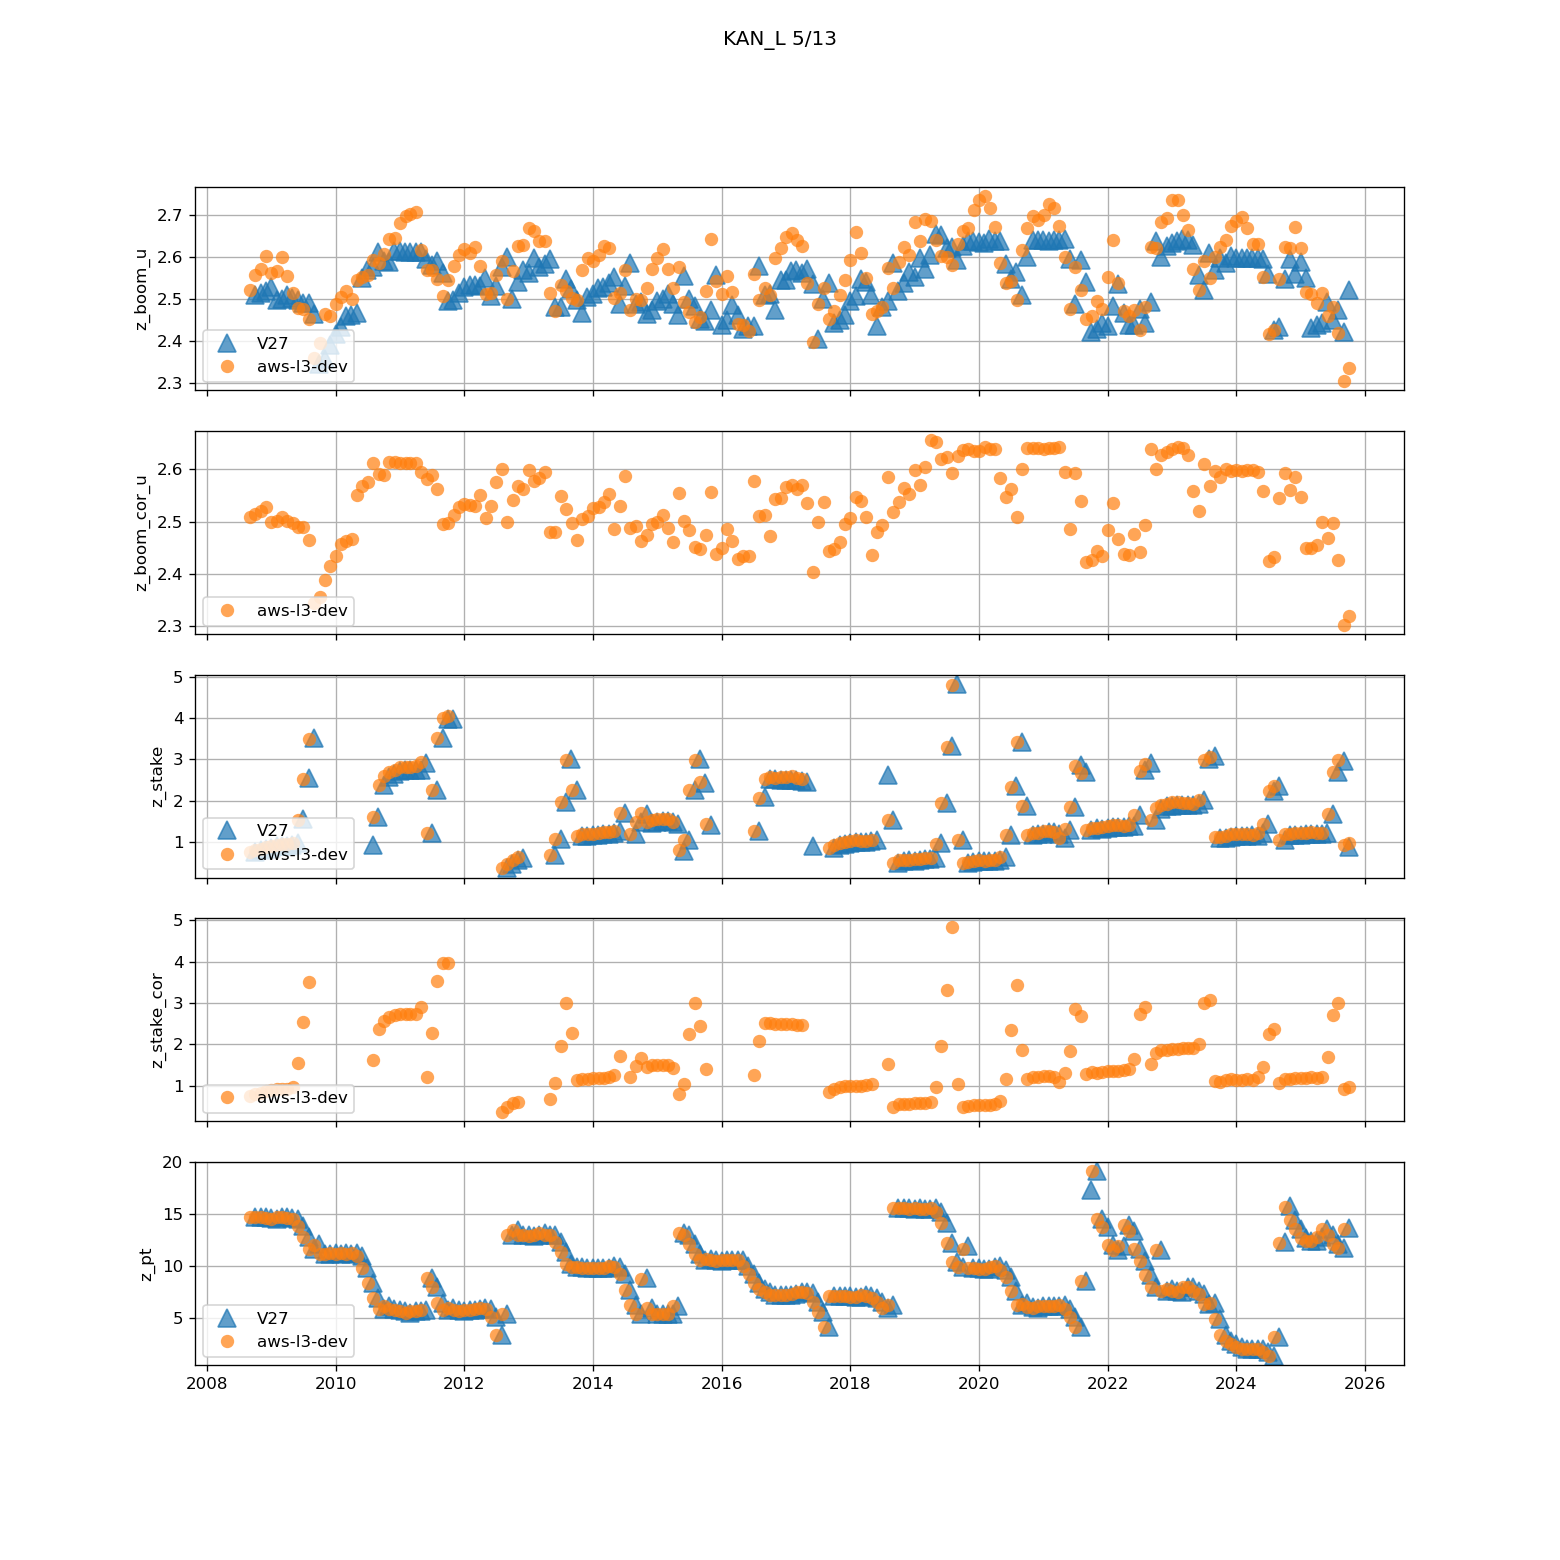 KAN_L 5/13
z_boom_u
2.7
2.6
2.5
2.4
2.3
V27
aws-l3-dev
z_boom_cor_u
2.6
2.5
2.4
2.3
aws-l3-dev
z_stake
5
4
3
2
1
V27
aws-l3-dev
z_stake_cor
5
4
3
2
1
aws-l3-dev
z_pt
20
15
10
5
V27
aws-l3-dev
2008 2010 2012 2014 2016 2018 2020 2022 2024 2026